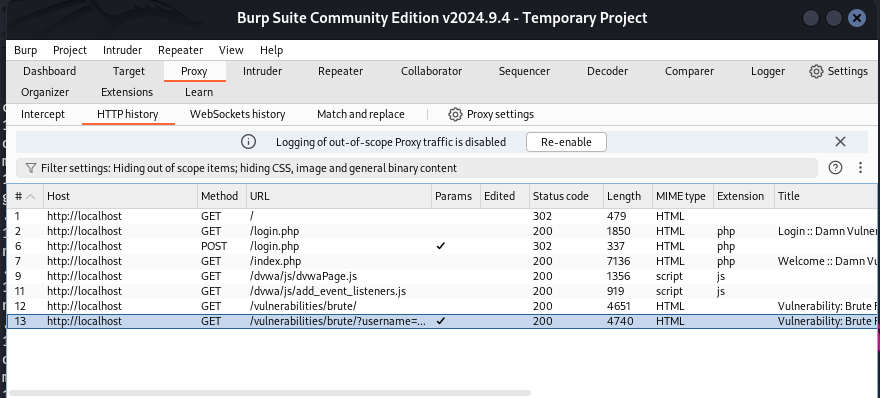 Burp Suite Community Edition v2024.9.4 - Temporary Project
Burp Project Intruder Repeater View Help
Dashboard Target Proxy Intruder Repeater Collaborator Sequencer Decoder Comparer Logger Settings
Organizer Extensions Learn
Intercept HTTP history WebSockets history Match and replace Proxy settings
Logging of out-of-scope Proxy traffic is disabled Re-enable
Filter settings: Hiding out of scope items; hiding CSS, image and general binary content
# Host Method URL Params Edited Status code Length MIME type Extension Title
1 http://localhost GET / 302 479 HTML
2 http://localhost GET /login.php 200 1850 HTML php Login :: Damn Vulner
6 http://localhost POST /login.php ✓ 302 337 HTML php
7 http://localhost GET /index.php 200 7136 HTML php Welcome :: Damn Vu
9 http://localhost GET /dvwa/js/dvwaPage.js 200 1356 script js
11 http://localhost GET /dvwa/js/add_event_listeners.js 200 919 script js
12 http://localhost GET /vulnerabilities/brute/ 200 4651 HTML Vulnerability: Brute F
13 http://localhost GET /vulnerabilities/brute/?username=... ✓ 200 4740 HTML Vulnerability: Brute F